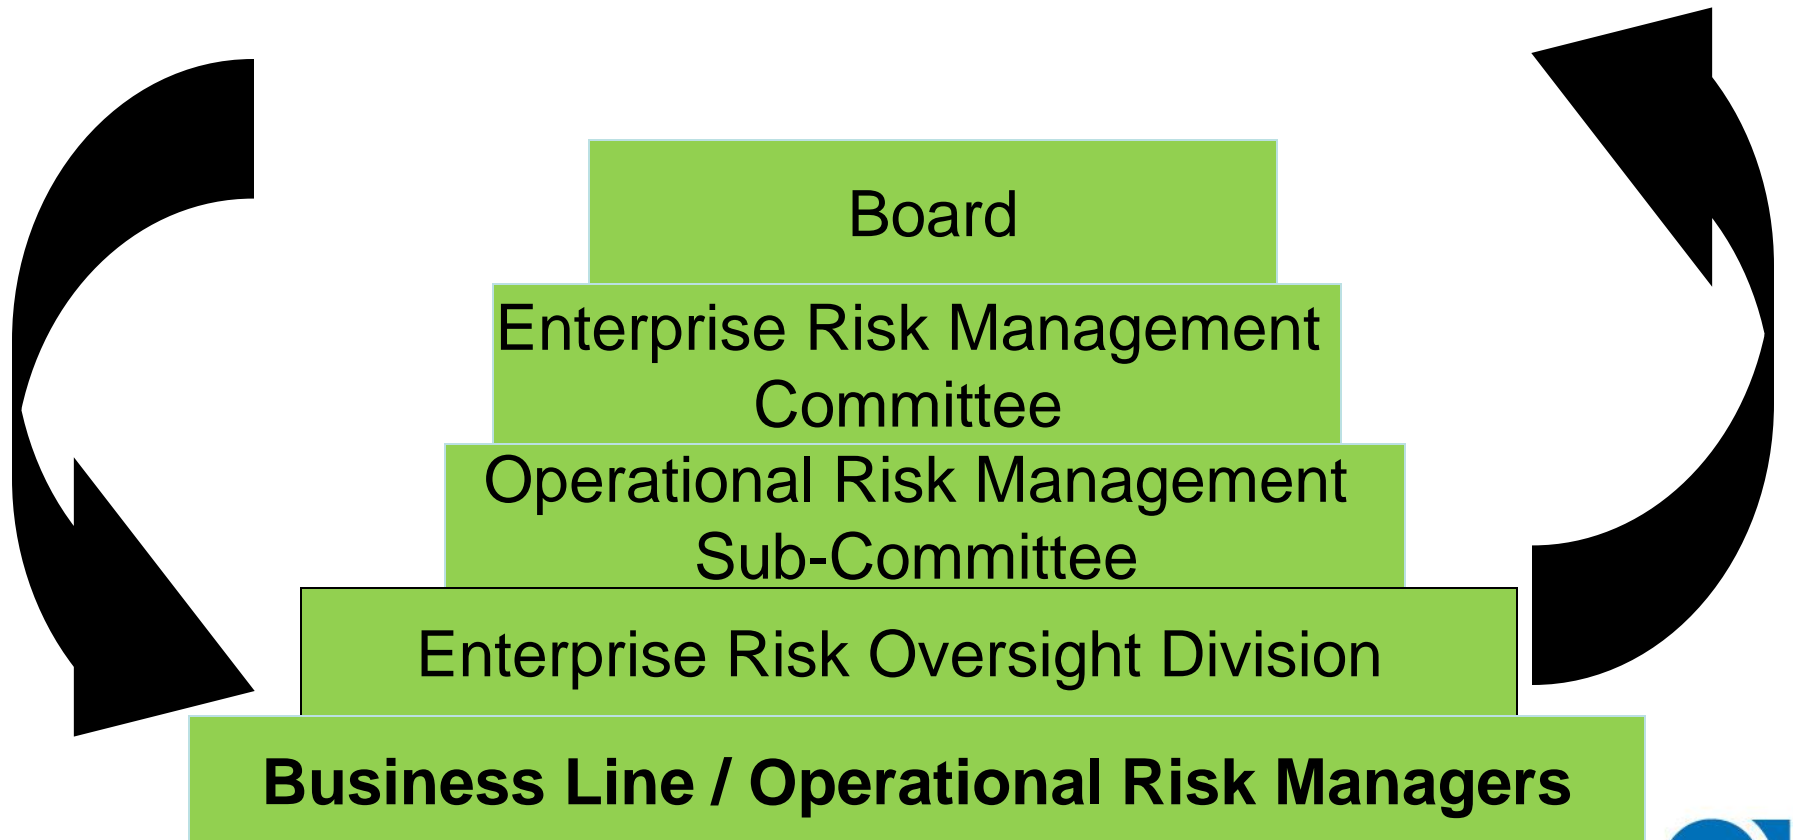 Board
Enterprise Risk Management
Committee
Operational Risk Management
Sub-Committee
Enterprise Risk Oversight Division
Business Line / Operational Risk Managers